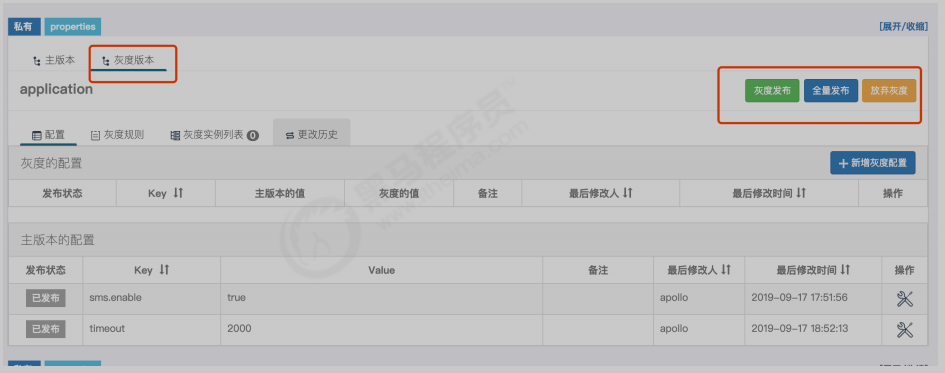 私有 properties [展开/收缩]
主版本 灰度版本
application 灰度发布 全量发布 放弃灰度
配置 灰度规则 灰度实例列表 0 更改历史
灰度的配置 新增灰度配置
发布状态 Key 主版本的值 灰度的值 备注 最后修改人 最后修改时间 操作
主版本的配置
发布状态 Key Value 备注 最后修改人 最后修改时间 操作
已发布 sms.enable true apollo 2019-09-17 17:51:56
已发布 timeout 2000 apollo 2019-09-17 18:52:13
黑马程序员
www.itheima.com